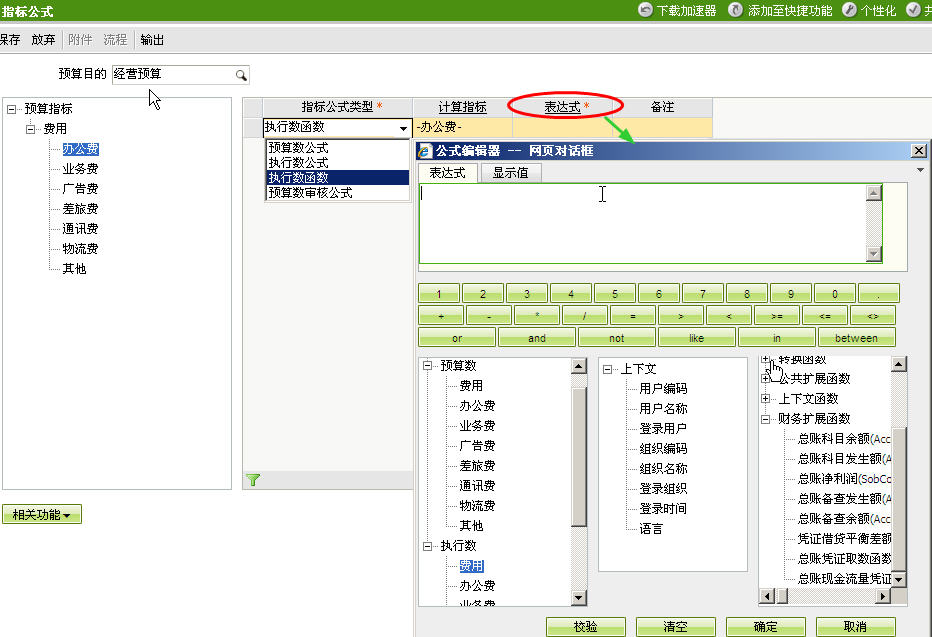 指标公式
下载加速器 添加至快捷功能 个性化
保存 放弃 附件 流程 输出
预算目的 经营预算
预算指标
费用
办公费
业务费
广告费
差旅费
通讯费
物流费
其他
相关功能
指标公式类型 * 计算指标 表达式 * 备注
执行数函数 -办公费-
预算数公式
执行数公式
执行数函数
预算数审核公式
公式编辑器 -- 网页对话框
表达式 显示值
1 2 3 4 5 6 7 8 9 0 .
+ - * / = > < >= <= <>
or and not like in between
预算数
费用
办公费
业务费
广告费
差旅费
通讯费
物流费
其他
执行数
费用
办公费
业务费
上下文
用户编码
用户名称
登录用户
组织编码
组织名称
登录组织
登录时间
语言
转换函数
公共扩展函数
上下文函数
财务扩展函数
总账科目余额(Acc
总账科目发生额(A
总账净利润(SobCo
总账备查发生额(A
总账备查余额(Acc
凭证借贷平衡差额
总账凭证取数函数
总账现金流量凭证
校验 清空 确定 取消